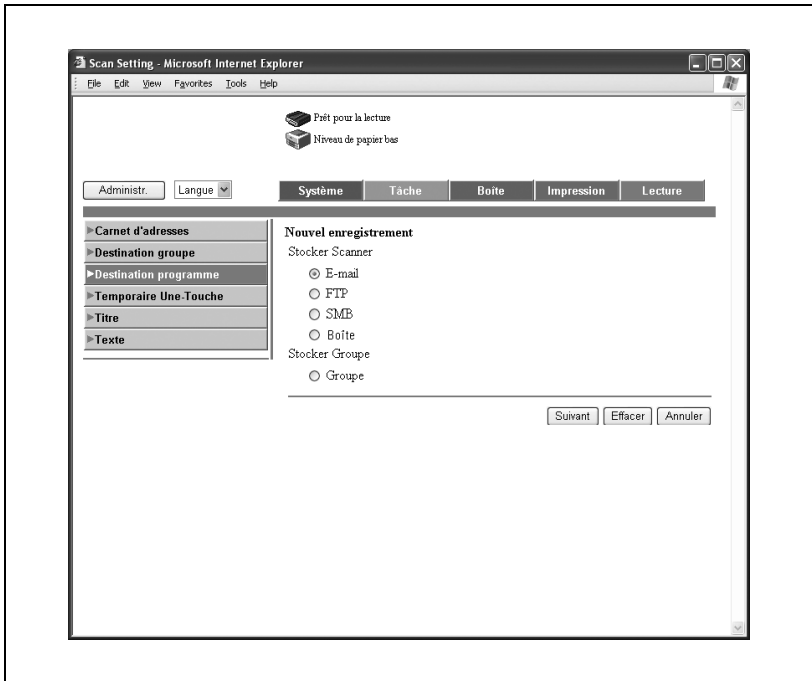 Scan Setting - Microsoft Internet Explorer
File Edit View Favorites Tools Help
Prêt pour la lecture
Niveau de papier bas
Administr. Langue Système Tâche Boîte Impression Lecture
Carnet d'adresses
Destination groupe
Destination programme
Temporaire Une-Touche
Titre
Texte
Nouvel enregistrement
Stocker Scanner
E-mail
FTP
SMB
Boîte
Stocker Groupe
Groupe
Suivant Effacer Annuler